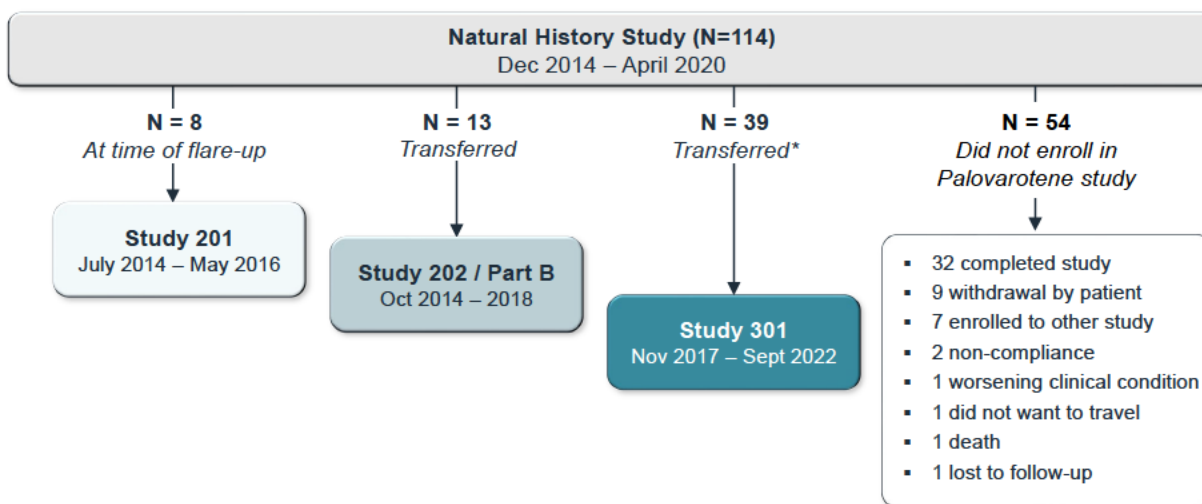 Natural History Study (N=114)
Dec 2014 – April 2020
N = 8
At time of flare-up
Study 201
July 2014 – May 2016
N = 13
Transferred
Study 202 / Part B
Oct 2014 – 2018
N = 39
Transferred*
Study 301
Nov 2017 – Sept 2022
N = 54
Did not enroll in
Palovarotene study
▪ 32 completed study
▪ 9 withdrawal by patient
▪ 7 enrolled to other study
▪ 2 non-compliance
▪ 1 worsening clinical condition
▪ 1 did not want to travel
▪ 1 death
▪ 1 lost to follow-up